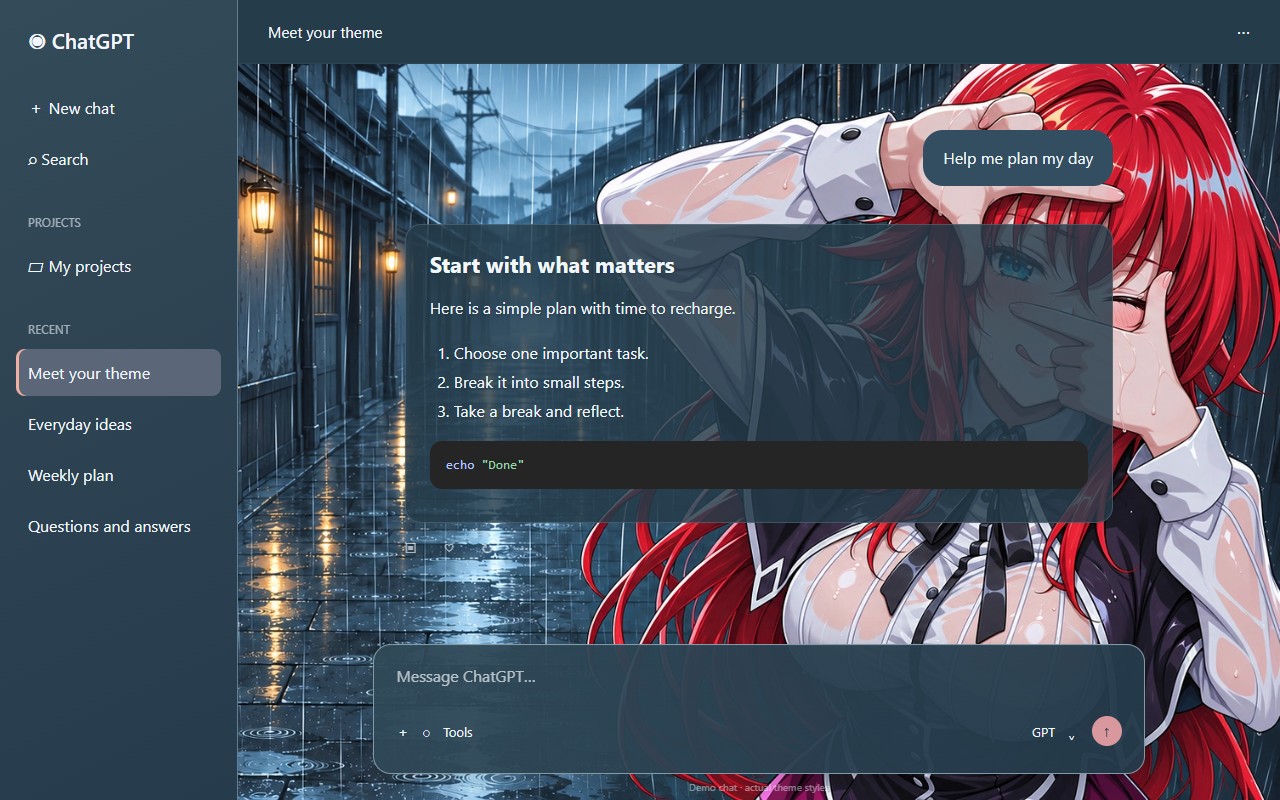 ChatGPT
Meet your theme
...
+ New chat
Search
PROJECTS
My projects
RECENT
Meet your theme
Everyday ideas
Weekly plan
Questions and answers
Help me plan my day
Start with what matters
Here is a simple plan with time to recharge.
1. Choose one important task.
2. Break it into small steps.
3. Take a break and reflect.
echo "Done"
Message ChatGPT...
+ Tools GPT
Demo chat · actual theme styles